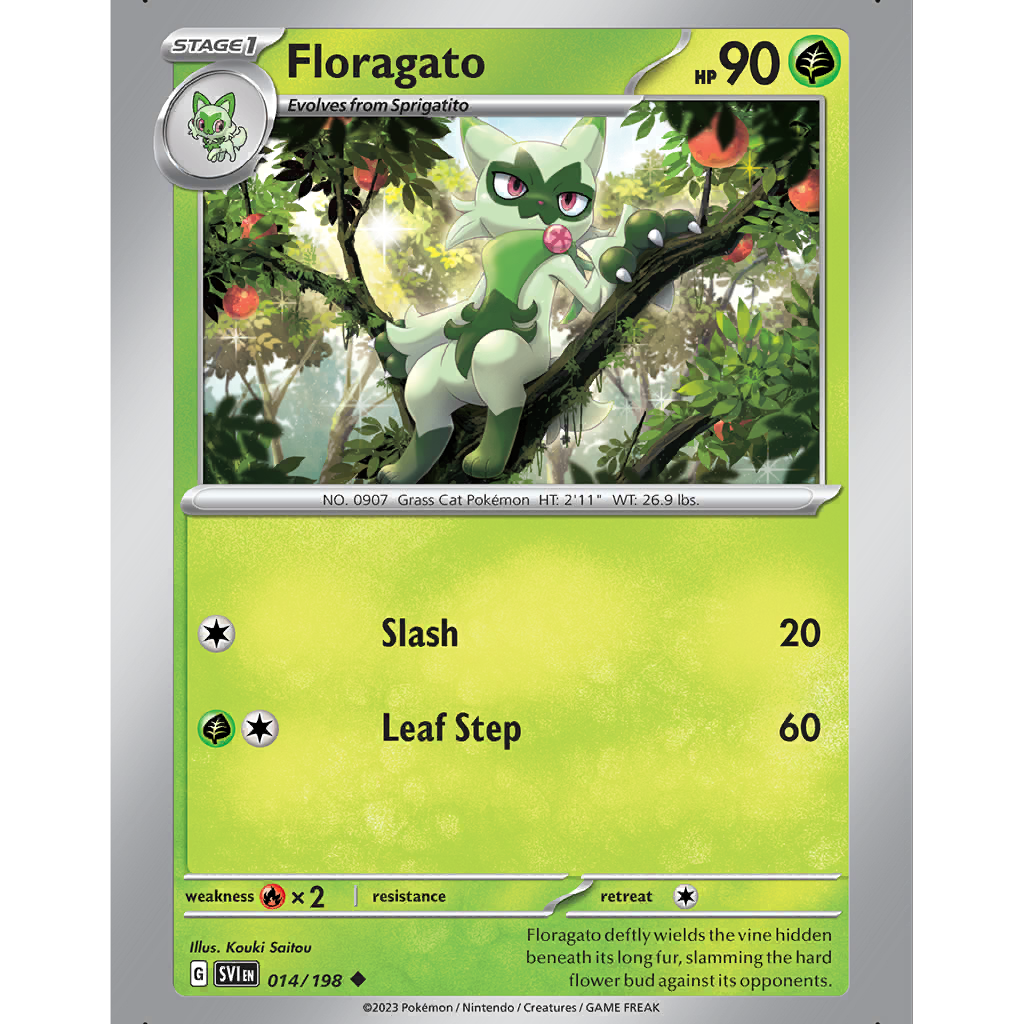 STAGE1
Floragato
HP 90
Evolves from Sprigatito
NO. 0907 Grass Cat Pokémon HT: 2'11" WT: 26.9 lbs.
Slash 20
Leaf Step 60
weakness ×2 resistance retreat
Illus. Kouki Saitou
Floragato deftly wields the vine hidden
beneath its long fur, slamming the hard
flower bud against its opponents.
G SVI EN 014/198
©2023 Pokémon / Nintendo / Creatures / GAME FREAK